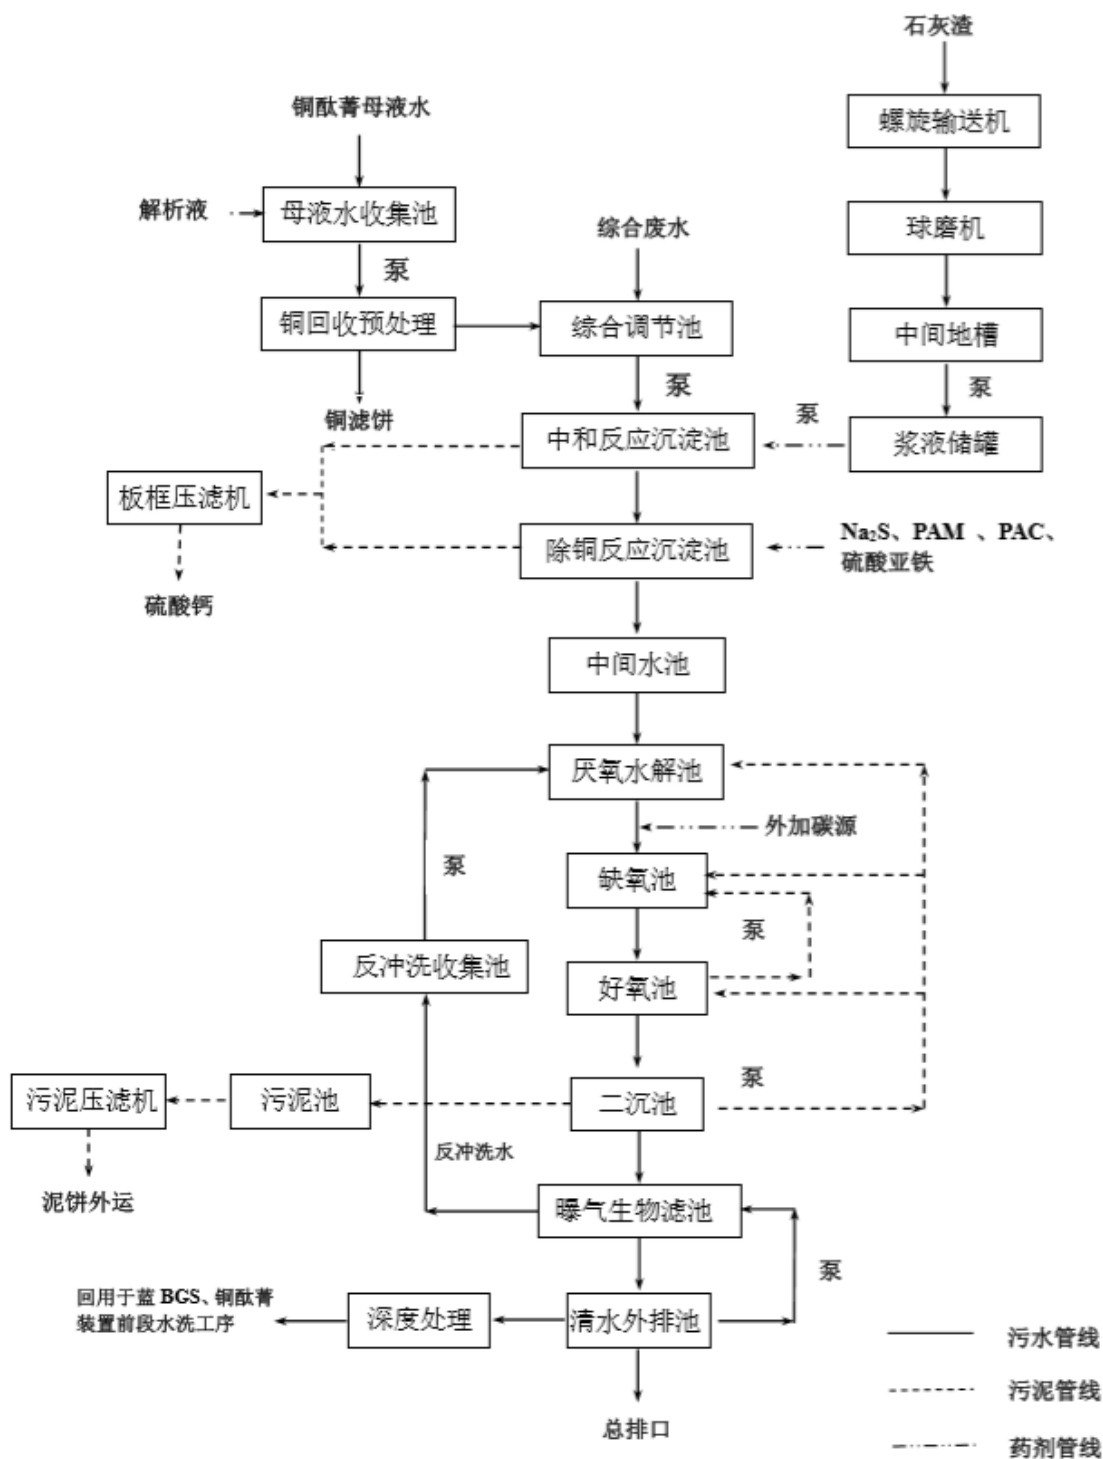 石灰渣
螺旋输送机
铜酞菁母液水
解析液
母液水收集池
综合废水
球磨机
泵
铜回收预处理
综合调节池
中间地槽
泵
泵
铜滤饼
泵
中和反应沉淀池
浆液储罐
板框压滤机
除铜反应沉淀池
Na₂S、PAM 、PAC、
硫酸亚铁
硫酸钙
中间水池
厌氧水解池
外加碳源
泵
缺氧池
泵
反冲洗收集池
好氧池
泵
污泥压滤机
污泥池
二沉池
反冲洗水
泥饼外运
曝气生物滤池
泵
回用于蓝 BGS、铜酞菁
装置前段水洗工序
深度处理
清水外排池
污水管线
污泥管线
总排口
药剂管线